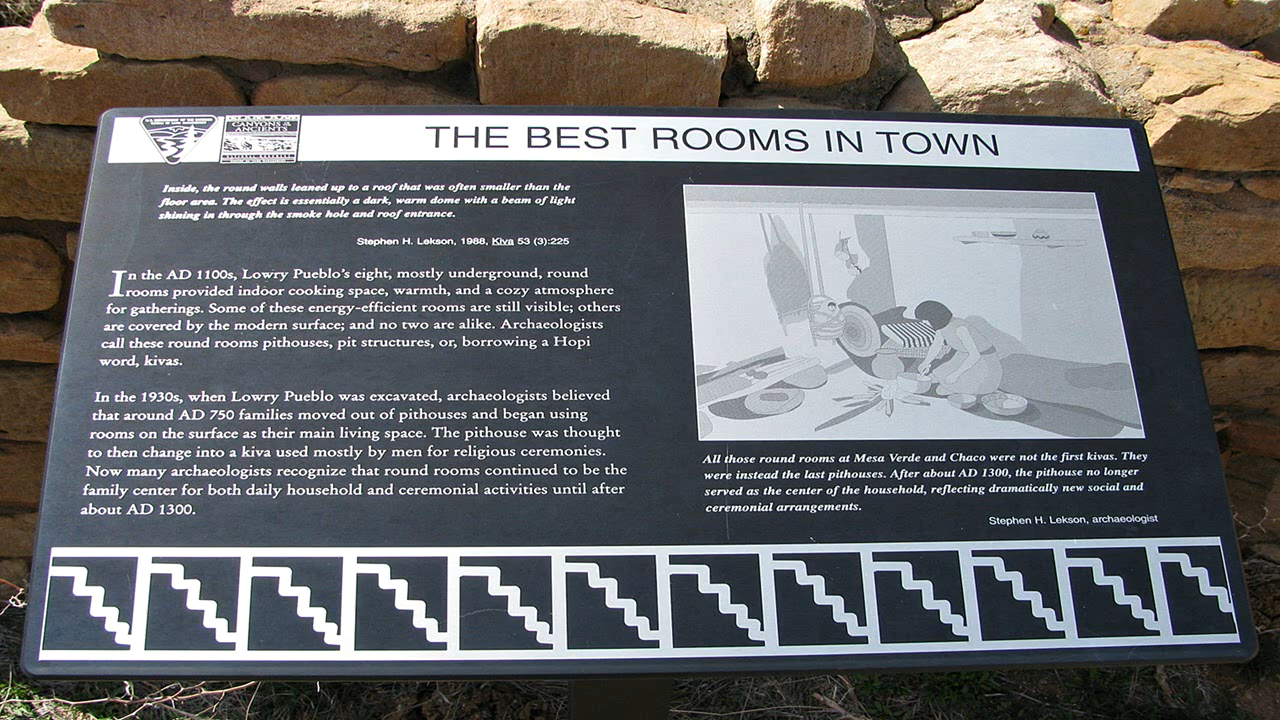 CANYONS of the
ANCIENTS
NATIONAL MONUMENT
THE BEST ROOMS IN TOWN
Inside, the round walls leaned up to a roof that was often smaller than the
floor area. The effect is essentially a dark, warm dome with a beam of light
shining in through the smoke hole and roof entrance.
Stephen H. Lekson, 1988, Kiva 53 (3):225
In the AD 1100s, Lowry Pueblo's eight, mostly underground, round
rooms provided indoor cooking space, warmth, and a cozy atmosphere
for gatherings. Some of these energy-efficient rooms are still visible; others
are covered by the modern surface; and no two are alike. Archaeologists
call these round rooms pithouses, pit structures, or, borrowing a Hopi
word, kivas.
In the 1930s, when Lowry Pueblo was excavated, archaeologists believed
that around AD 750 families moved out of pithouses and began using
rooms on the surface as their main living space. The pithouse was thought
to then change into a kiva used mostly by men for religious ceremonies.
Now many archaeologists recognize that round rooms continued to be the
family center for both daily household and ceremonial activities until after
about AD 1300.
All those round rooms at Mesa Verde and Chaco were not the first kivas. They
were instead the last pithouses. After about AD 1300, the pithouse no longer
served as the center of the household, reflecting dramatically new social and
ceremonial arrangements.
Stephen H. Lekson, archaeologist